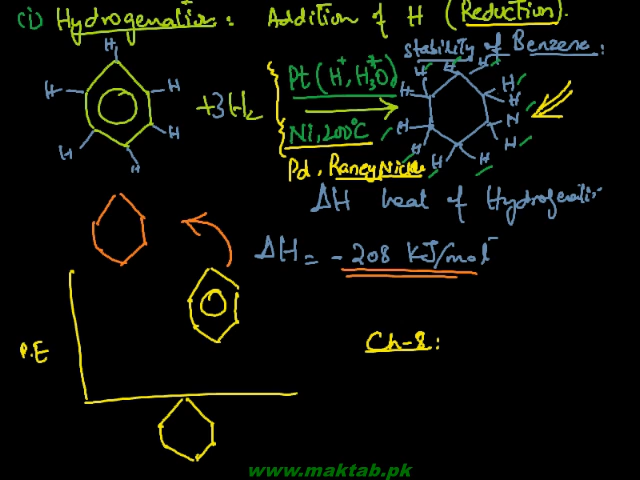 (i) Hydrogenation: Addition of H (Reduction).
Stability of Benzene:
H
H H
H H
H
+3H₂
Pt (H⁺, H₃⁺O)
Ni, 200°C
Pd, Raney Nickel
H H H
H H
H
H N
H H
H H
ΔH heat of Hydrogenati
ΔH = -208 KJ/mol
P.E
Ch-8:
www.maktab.pk